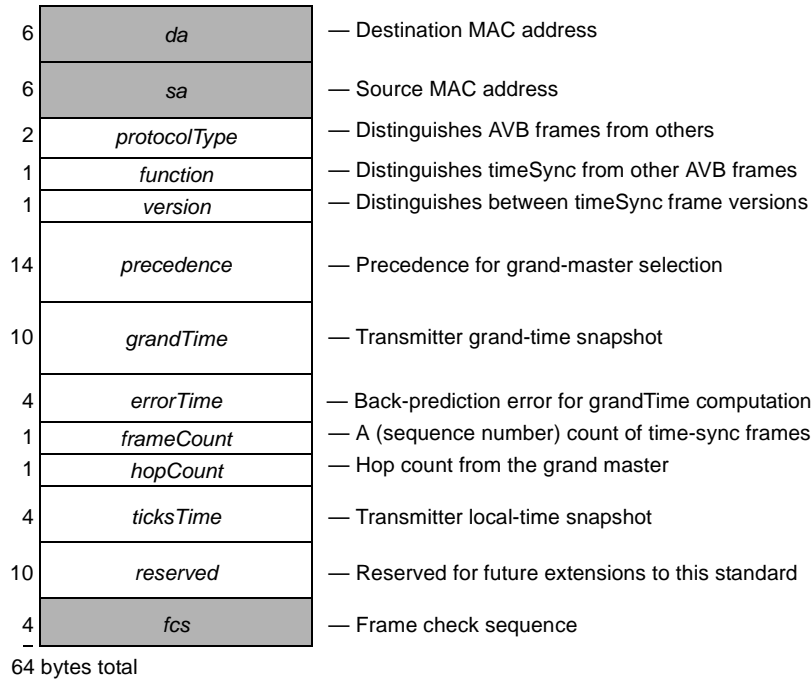 6 da — Destination MAC address
6 sa — Source MAC address
2 protocolType — Distinguishes AVB frames from others
1 function — Distinguishes timeSync from other AVB frames
1 version — Distinguishes between timeSync frame versions
14 precedence — Precedence for grand-master selection
10 grandTime — Transmitter grand-time snapshot
4 errorTime — Back-prediction error for grandTime computation
1 frameCount — A (sequence number) count of time-sync frames
1 hopCount — Hop count from the grand master
4 ticksTime — Transmitter local-time snapshot
10 reserved — Reserved for future extensions to this standard
4 fcs — Frame check sequence
64 bytes total